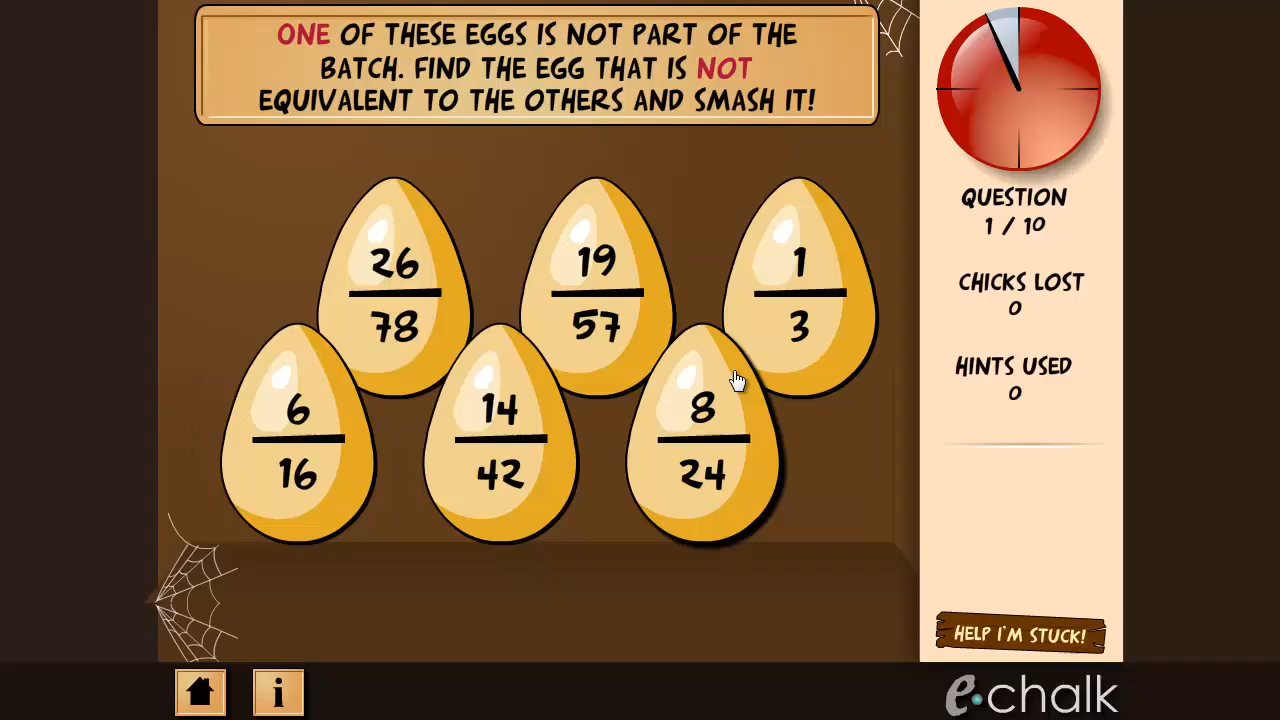 ONE OF THESE EGGS IS NOT PART OF THE
BATCH. FIND THE EGG THAT IS NOT
EQUIVALENT TO THE OTHERS AND SMASH IT!
26
78
19
57
1
3
6
16
14
42
8
24
QUESTION
1 / 10
CHICKS LOST
0
HINTS USED
0
HELP I'M STUCK!
i
e·chalk